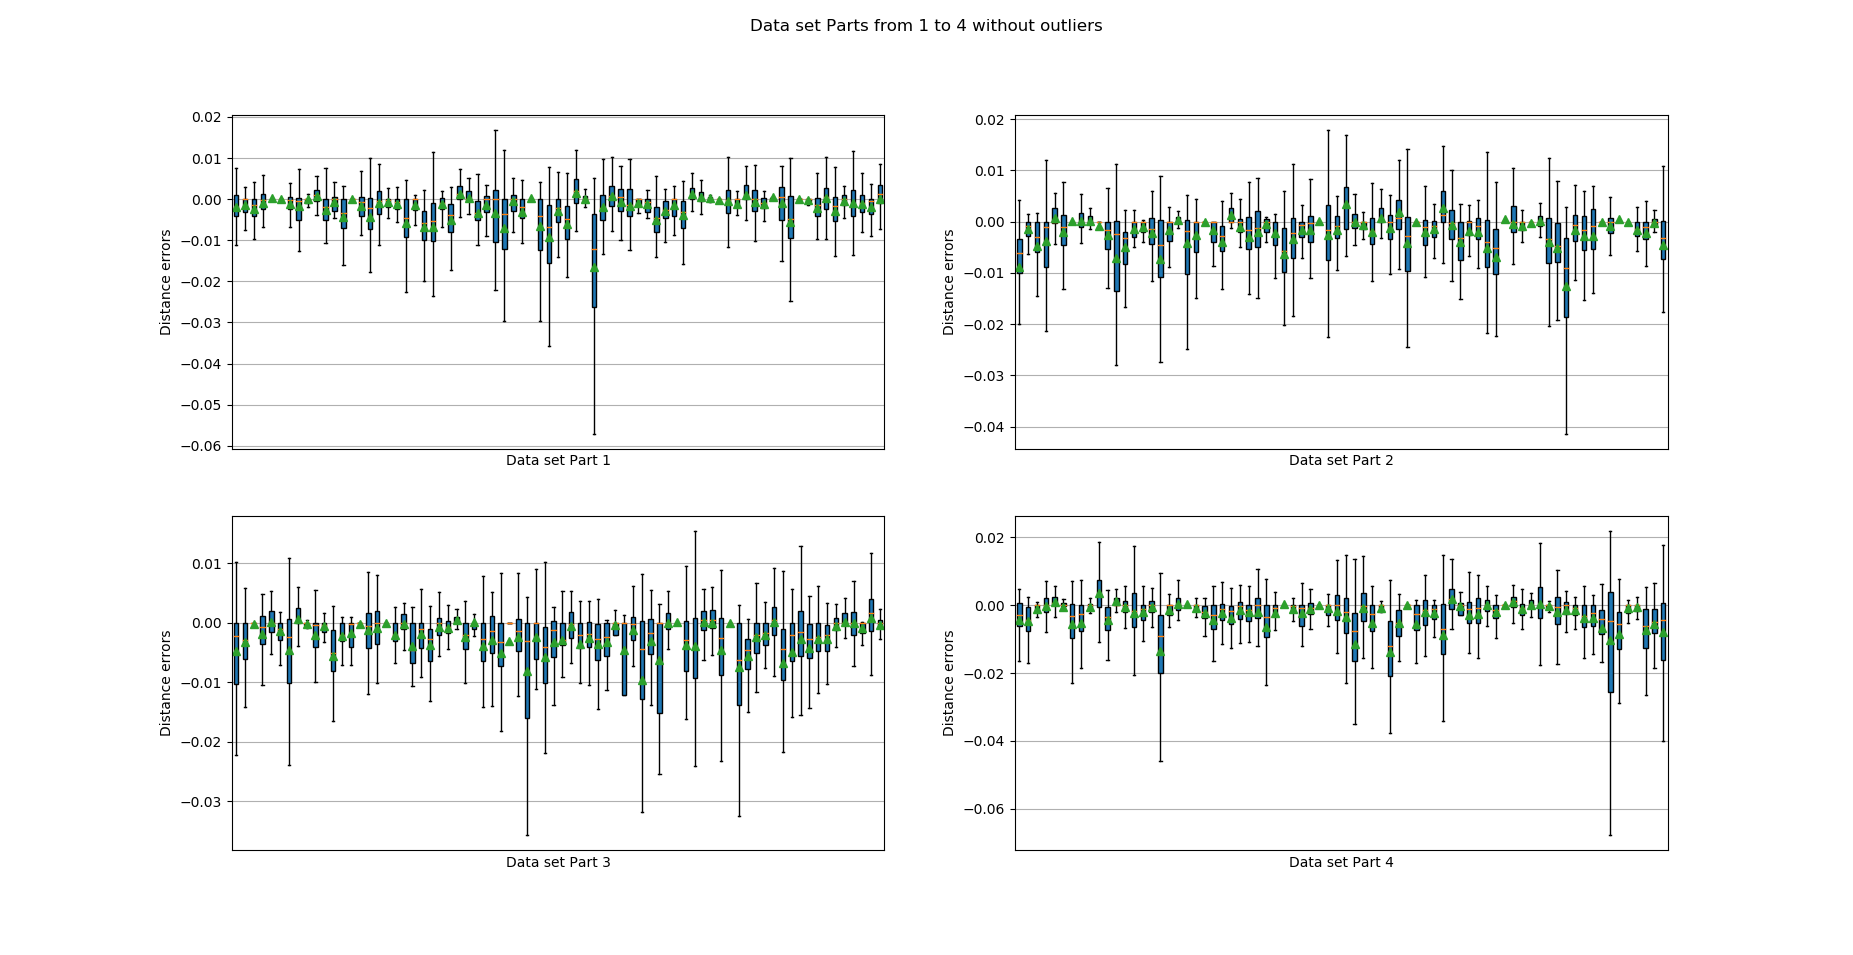 Data set Parts from 1 to 4 without outliers
0.02
0.01
0.00
−0.01
−0.02
−0.03
−0.04
−0.05
−0.06
Distance errors
Data set Part 1
0.02
0.01
0.00
−0.01
−0.02
−0.03
−0.04
Distance errors
Data set Part 2
0.01
0.00
−0.01
−0.02
−0.03
Distance errors
Data set Part 3
0.02
0.00
−0.02
−0.04
−0.06
Distance errors
Data set Part 4